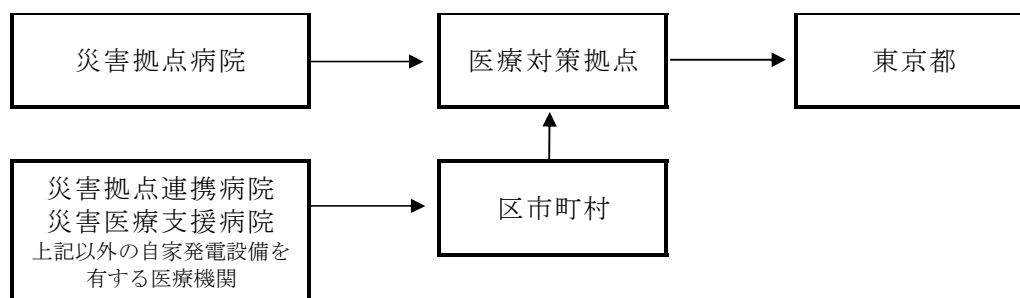 災害拠点病院
医療対策拠点
東京都
災害拠点連携病院
災害医療支援病院
上記以外の自家発電設備を
有する医療機関
区市町村